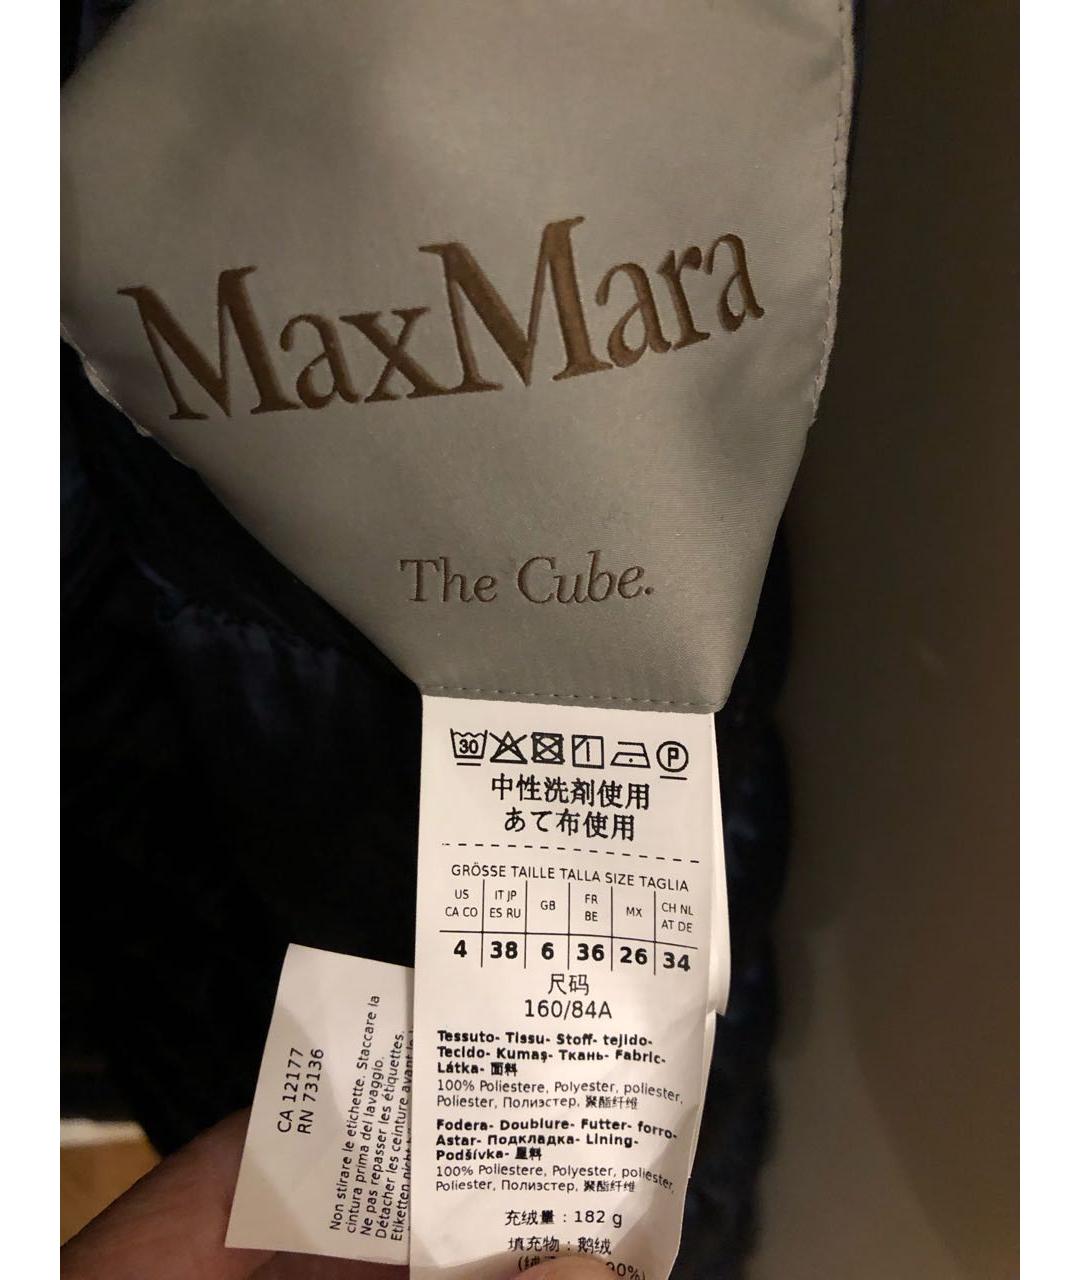 MaxMara
The Cube.
30 P
中性洗剤使用
あて布使用
GRÖSSE TAILLE TALLA SIZE TAGLIA
US CA CO | IT JP ES RU | GB | FR BE | MX | CH NL AT DE
4 | 38 | 6 | 36 | 26 | 34
尺码
160/84A
Tessuto- Tissu- Stoff- tejido-
Tecido- Kumaş- Ткань- Fabric-
Látka- 面料
100% Poliestere, Polyester, poliester,
Poliester, Полиэстер, 聚酯纤维
Fodera- Doublure- Futter- forro-
Astar- Подкладка- Lining-
Podšívka- 里料
100% Poliestere, Polyester, poliester,
Poliester, Полиэстер, 聚酯纤维
充绒量 : 182 g
填充物 : 鹅绒
90%)
CA 12177
RN 73136
Non stirare le etichette. Staccare la
cintura prima del lavaggio.
Ne pas repasser les étiquettes.
Détacher les ceinture avant le
Etiketten nicht